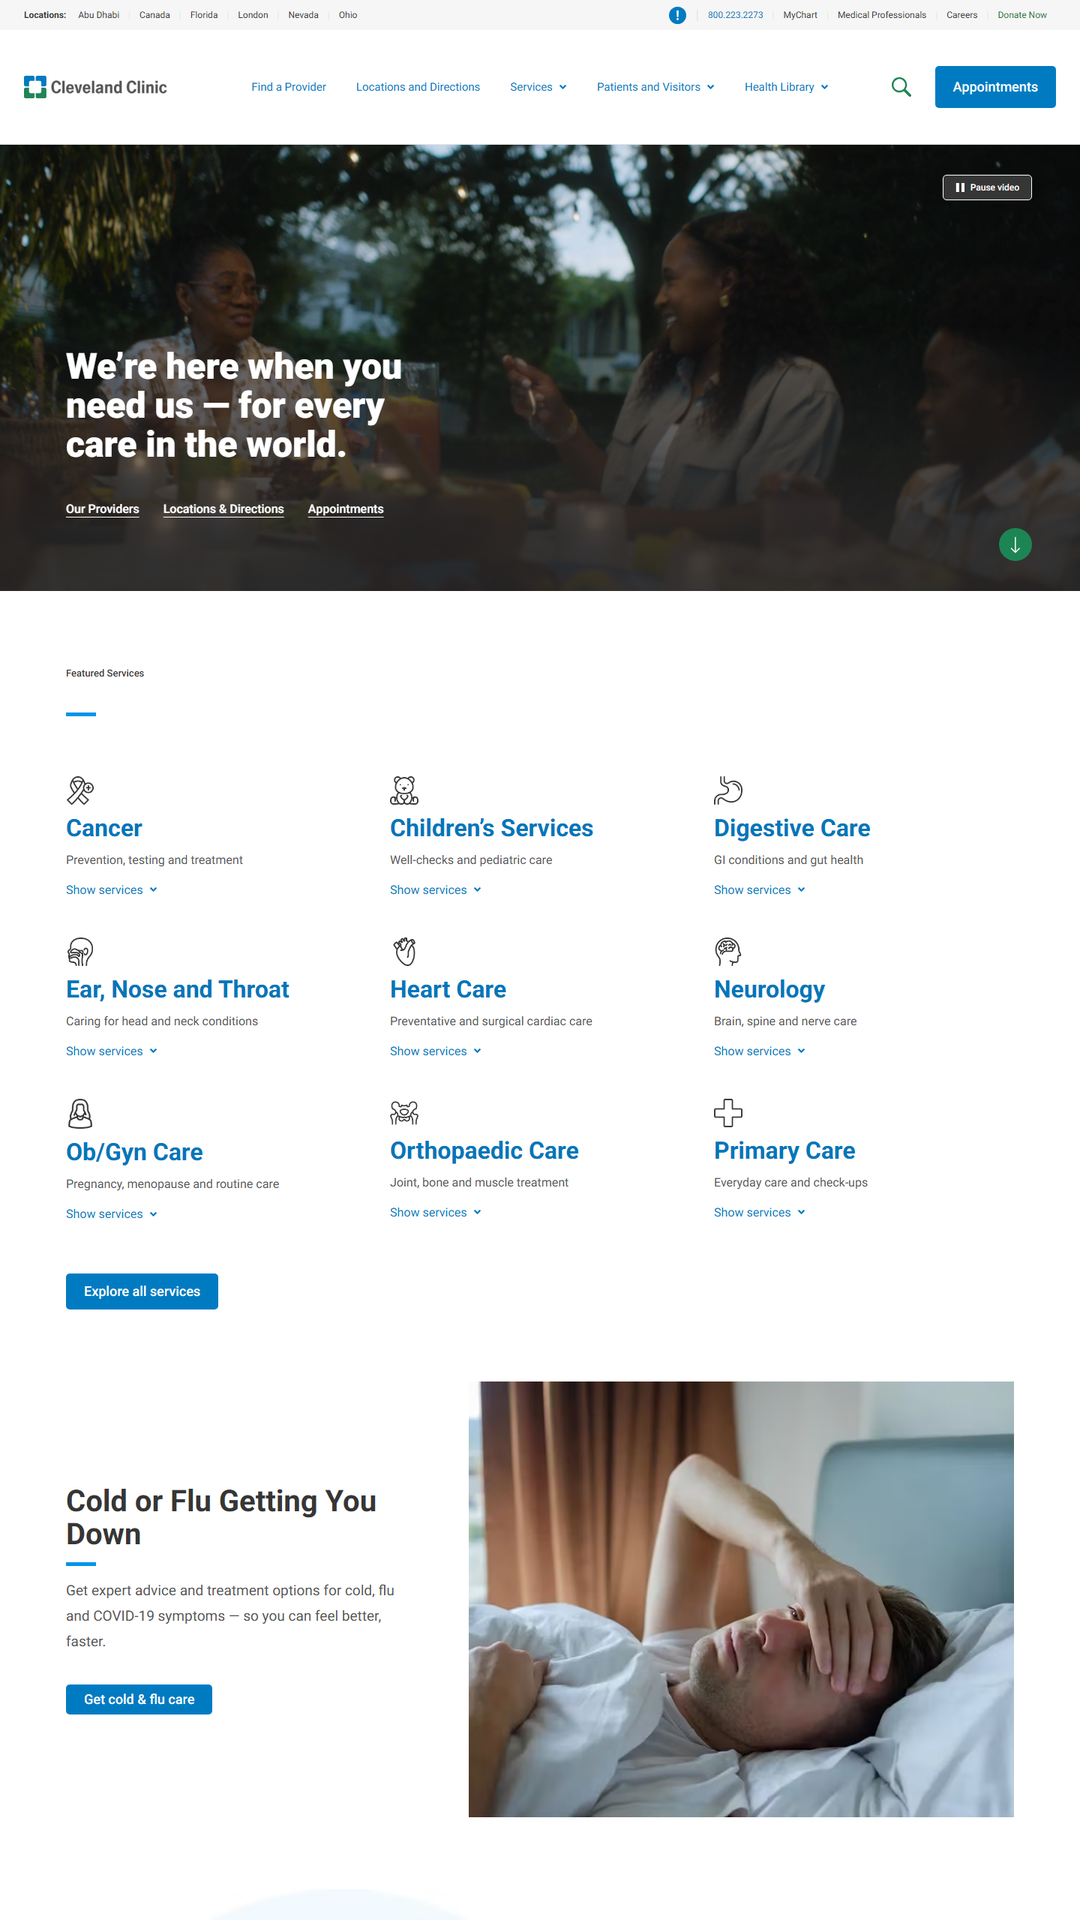 Locations: Abu Dhabi Canada Florida London Nevada Ohio
! 800.223.2273 MyChart Medical Professionals Careers Donate Now
Cleveland Clinic
Find a Provider Locations and Directions Services Patients and Visitors Health Library
Appointments
Pause video
We’re here when you
need us — for every
care in the world.
Our Providers Locations & Directions Appointments
Featured Services
Cancer
Prevention, testing and treatment
Show services
Children’s Services
Well-checks and pediatric care
Show services
Digestive Care
GI conditions and gut health
Show services
Ear, Nose and Throat
Caring for head and neck conditions
Show services
Heart Care
Preventative and surgical cardiac care
Show services
Neurology
Brain, spine and nerve care
Show services
Ob/Gyn Care
Pregnancy, menopause and routine care
Show services
Orthopaedic Care
Joint, bone and muscle treatment
Show services
Primary Care
Everyday care and check-ups
Show services
Explore all services
Cold or Flu Getting You
Down
Get expert advice and treatment options for cold, flu
and COVID-19 symptoms — so you can feel better,
faster.
Get cold & flu care